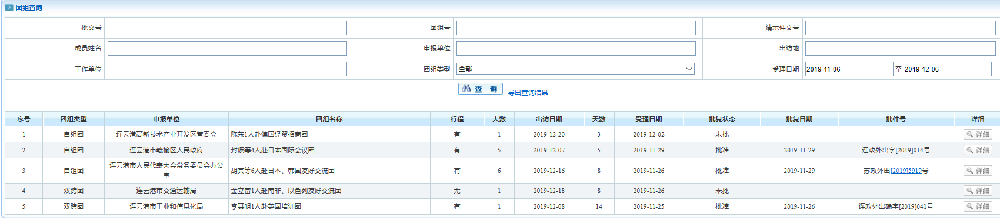 团组查询
批文号 团组号 请示件文号
成员姓名 申报单位 出访地
工作单位 团组类型 全部 受理日期 2019-11-06 至 2019-12-06
查 询 导出查询结果
序号 团组类型 申报单位 团组名称 行程 人数 出访日期 天数 受理日期 批复状态 批复日期 批件号 详细
1 自组团 连云港高新技术产业开发区管委会 陈东1人赴德国经贸招商团 有 1 2019-12-20 3 2019-12-02 未批 详细
2 自组团 连云港市赣榆区人民政府 封波等4人赴日本国际会议团 有 5 2019-12-07 5 2019-11-29 批准 2019-11-29 连政外出字[2019]014号 详细
3 自组团 连云港市人民代表大会常务委员会办公
室 胡宾等6人赴日本、韩国友好交流团 有 6 2019-12-16 8 2019-11-26 批准 2019-11-29 苏政外出[2019]5919号 详细
4 双跨团 连云港市交通运输局 金立富1人赴南非、以色列友好交流团 无 1 2019-12-18 8 2019-11-26 未批 详细
5 双跨团 连云港市工业和信息化局 李其明1人赴英国培训团 有 1 2019-12-08 14 2019-11-25 批准 2019-11-26 连政外出确字[2019]041号 详细